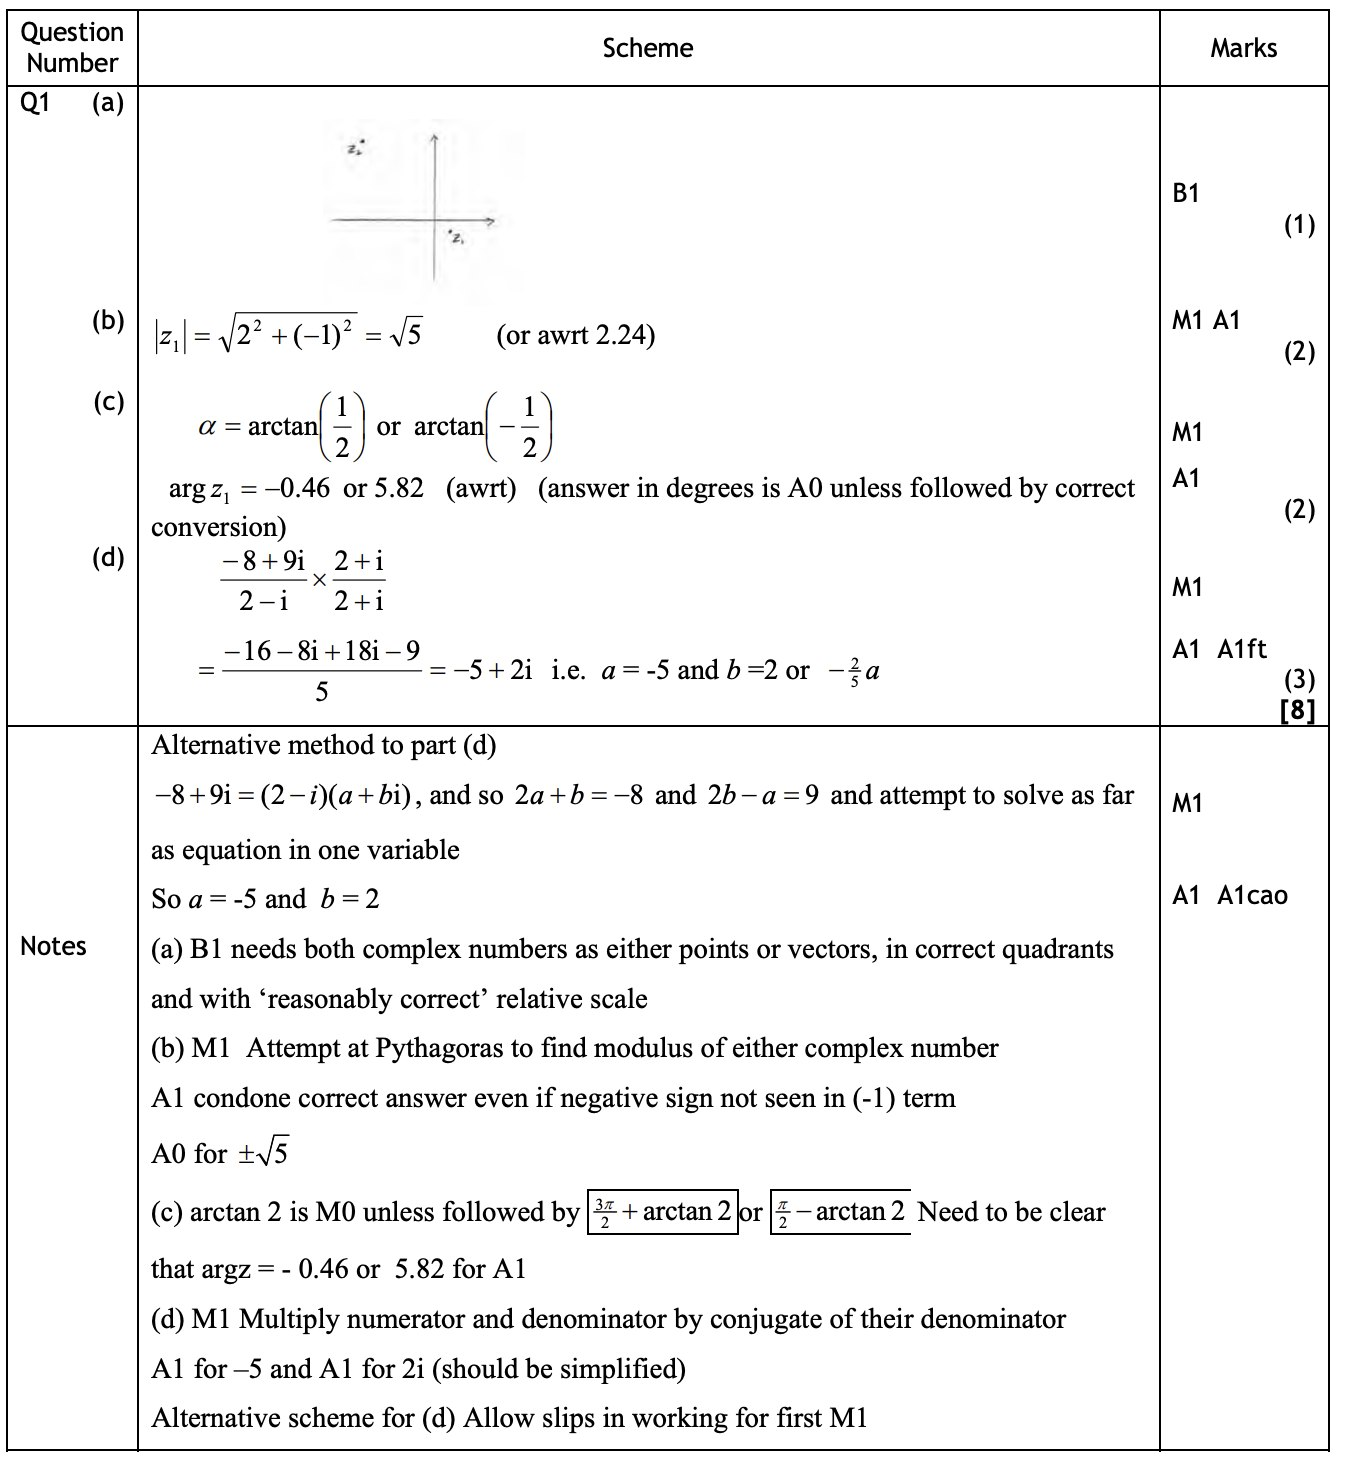 Question Number Scheme Marks
Q1 (a)
z₂
z₁
B1
(1)
(b) |z₁| = √(2² + (−1)²) = √5 (or awrt 2.24) M1 A1
(2)
(c) α = arctan(1/2) or arctan(−1/2) M1
arg z₁ = −0.46 or 5.82 (awrt) (answer in degrees is A0 unless followed by correct A1
conversion) (2)
(d) (−8 + 9i)/(2 − i) × (2 + i)/(2 + i) M1
= (−16 − 8i + 18i − 9)/5 = −5 + 2i i.e. a = -5 and b =2 or −2/5 a A1 A1ft
(3)
[8]
Notes
Alternative method to part (d)
−8 + 9i = (2 − i)(a + bi) , and so 2a + b = −8 and 2b − a = 9 and attempt to solve as far M1
as equation in one variable
So a = -5 and b = 2 A1 A1cao
(a) B1 needs both complex numbers as either points or vectors, in correct quadrants
and with ‘reasonably correct’ relative scale
(b) M1 Attempt at Pythagoras to find modulus of either complex number
A1 condone correct answer even if negative sign not seen in (-1) term
A0 for ±√5
(c) arctan 2 is M0 unless followed by 3π/2 + arctan 2 or π/2 − arctan 2 Need to be clear
that argz = - 0.46 or 5.82 for A1
(d) M1 Multiply numerator and denominator by conjugate of their denominator
A1 for –5 and A1 for 2i (should be simplified)
Alternative scheme for (d) Allow slips in working for first M1